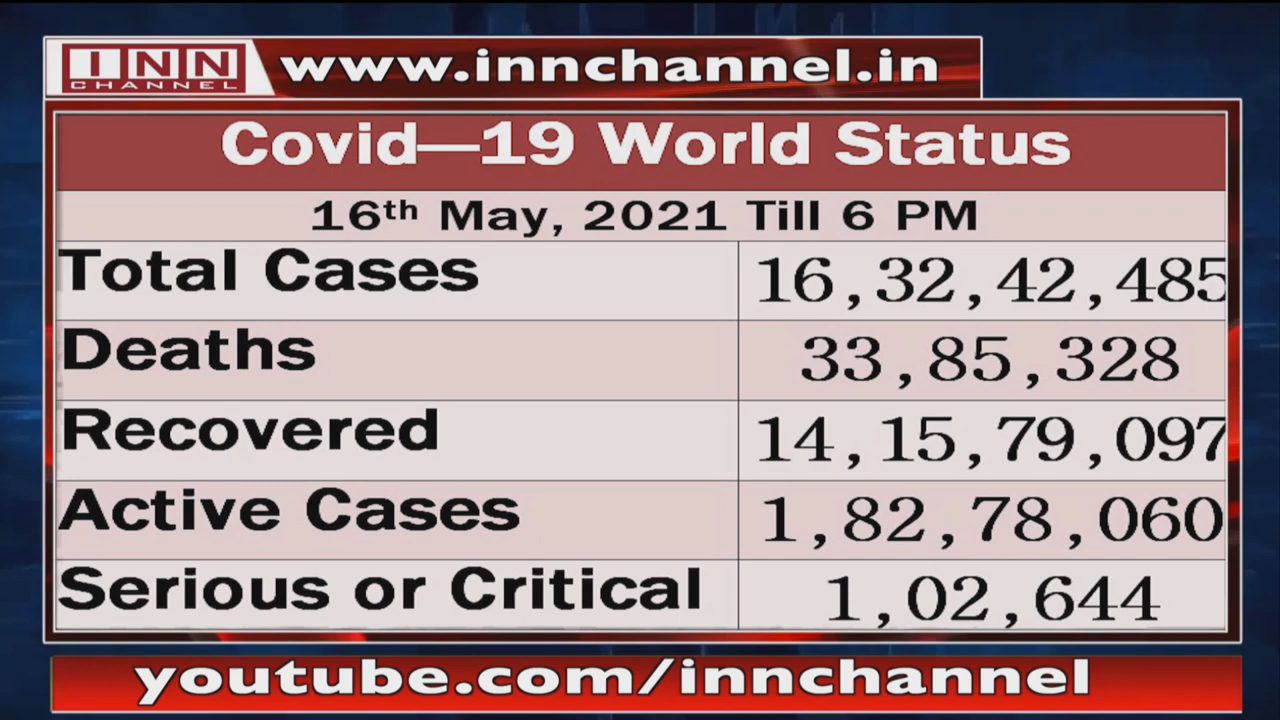 INN
CHANNEL
www.innchannel.in
Covid—19 World Status
16th May, 2021 Till 6 PM
Total Cases 16,32,42,485
Deaths 33,85,328
Recovered 14,15,79,097
Active Cases 1,82,78,060
Serious or Critical 1,02,644
youtube.com/innchannel